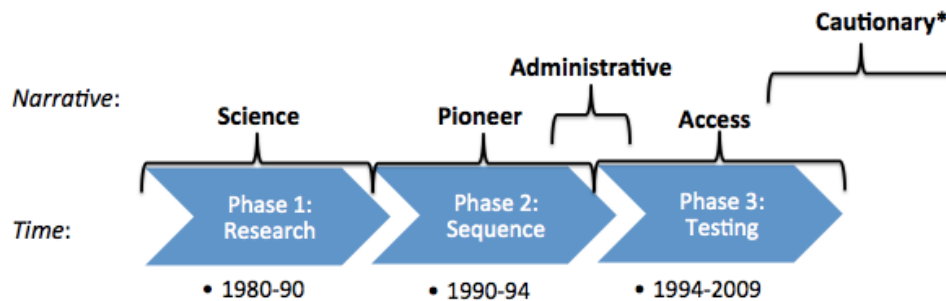 Cautionary*
Administrative
Narrative:
Science
Pioneer
Access
Phase 1:
Research
Phase 2:
Sequence
Phase 3:
Testing
Time:
• 1980-90
• 1990-94
• 1994-2009